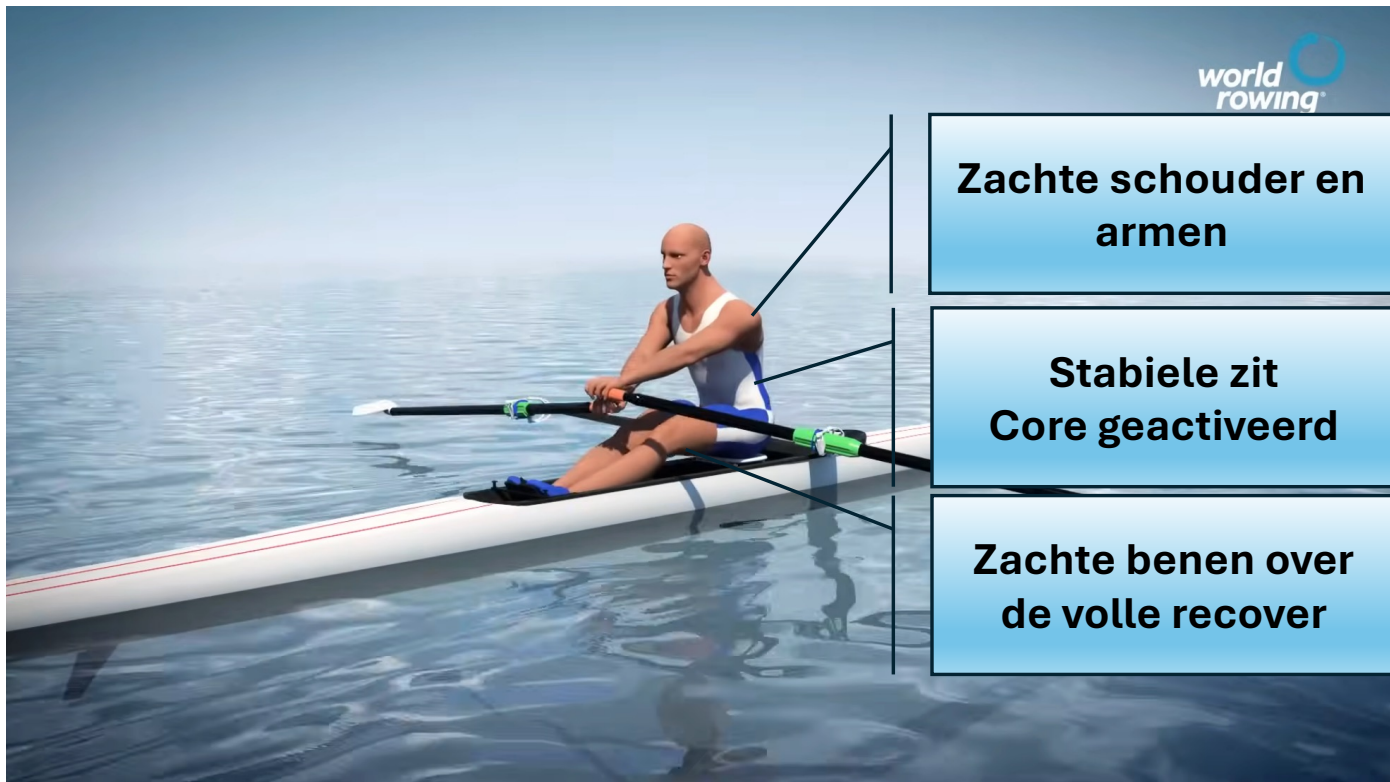 world
rowing
Zachte schouder en
armen
Stabiele zit
Core geactiveerd
Zachte benen over
de volle recover